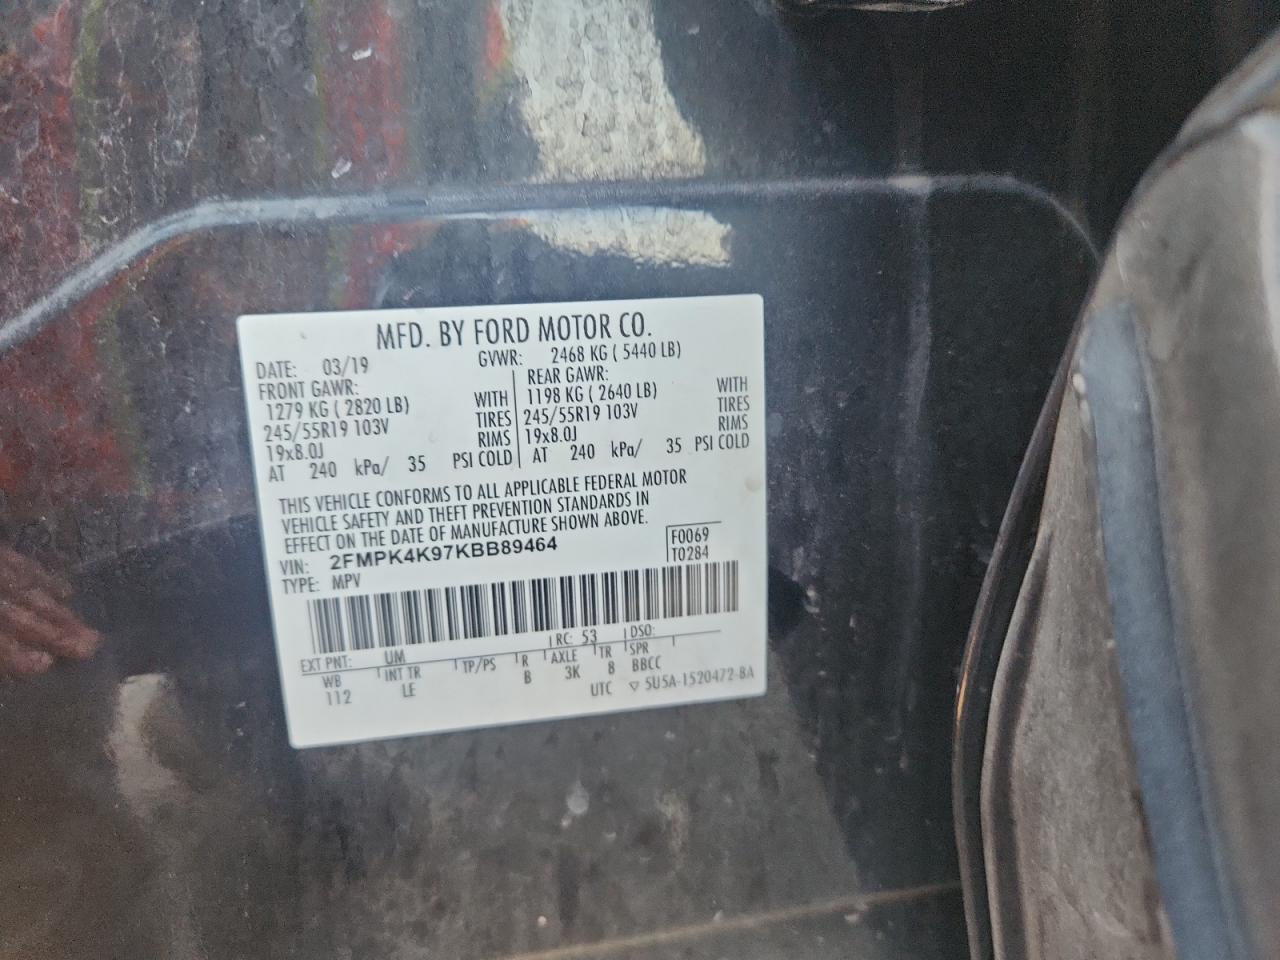 MFD. BY FORD MOTOR CO.
DATE: 03/19 GVWR: 2468 KG ( 5440 LB)
FRONT GAWR: REAR GAWR:
1279 KG ( 2820 LB) WITH 1198 KG ( 2640 LB) WITH
245/55R19 103V TIRES 245/55R19 103V TIRES
19x8.0J RIMS 19x8.0J RIMS
AT 240 kPa/ 35 PSI COLD AT 240 kPa/ 35 PSI COLD
THIS VEHICLE CONFORMS TO ALL APPLICABLE FEDERAL MOTOR
VEHICLE SAFETY AND THEFT PREVENTION STANDARDS IN
EFFECT ON THE DATE OF MANUFACTURE SHOWN ABOVE.
VIN: 2FMPK4K97KBB89464 F0069
TYPE: MPV T0284
EXT PNT: UM RC: 53 DSO:
WB INT TR TP/PS R AXLE TR SPR
112 LE B 3K 8 BBCC
UTC ▽ 5U5A-1520472-BA